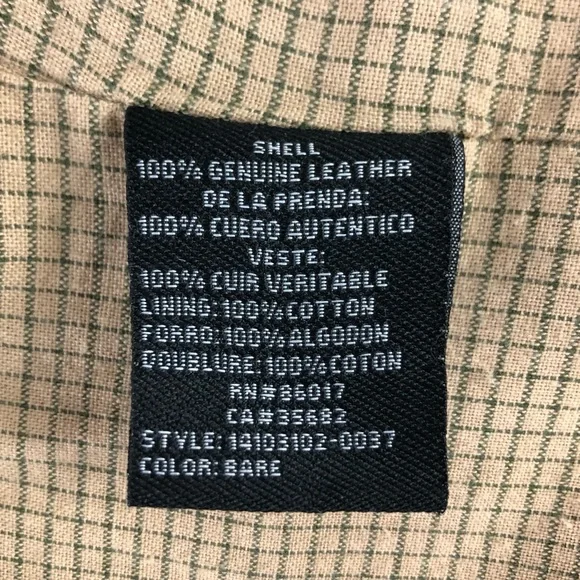 SHELL
100% GENUINE LEATHER
DE LA PRENDA:
100% CUERO AUTENTICO
VESTE:
100% CUIR VERITABLE
LINING: 100% COTTON
FORRO: 100% ALGODON
DOUBLURE: 100% COTON
RN#86017
CA#35682
STYLE: 14103102-0037
COLOR: BARE